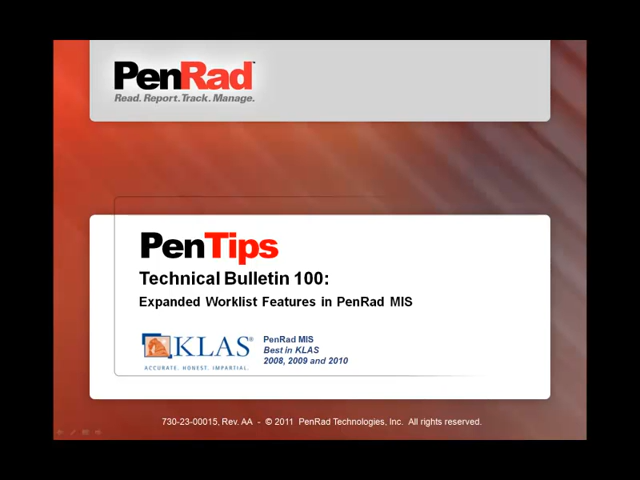 PenRad™
Read. Report. Track. Manage.
PenTips
Technical Bulletin 100:
Expanded Worklist Features in PenRad MIS
KLAS®
ACCURATE. HONEST. IMPARTIAL.
PenRad MIS
Best in KLAS
2008, 2009 and 2010
730-23-00015, Rev. AA - © 2011 PenRad Technologies, Inc. All rights reserved.